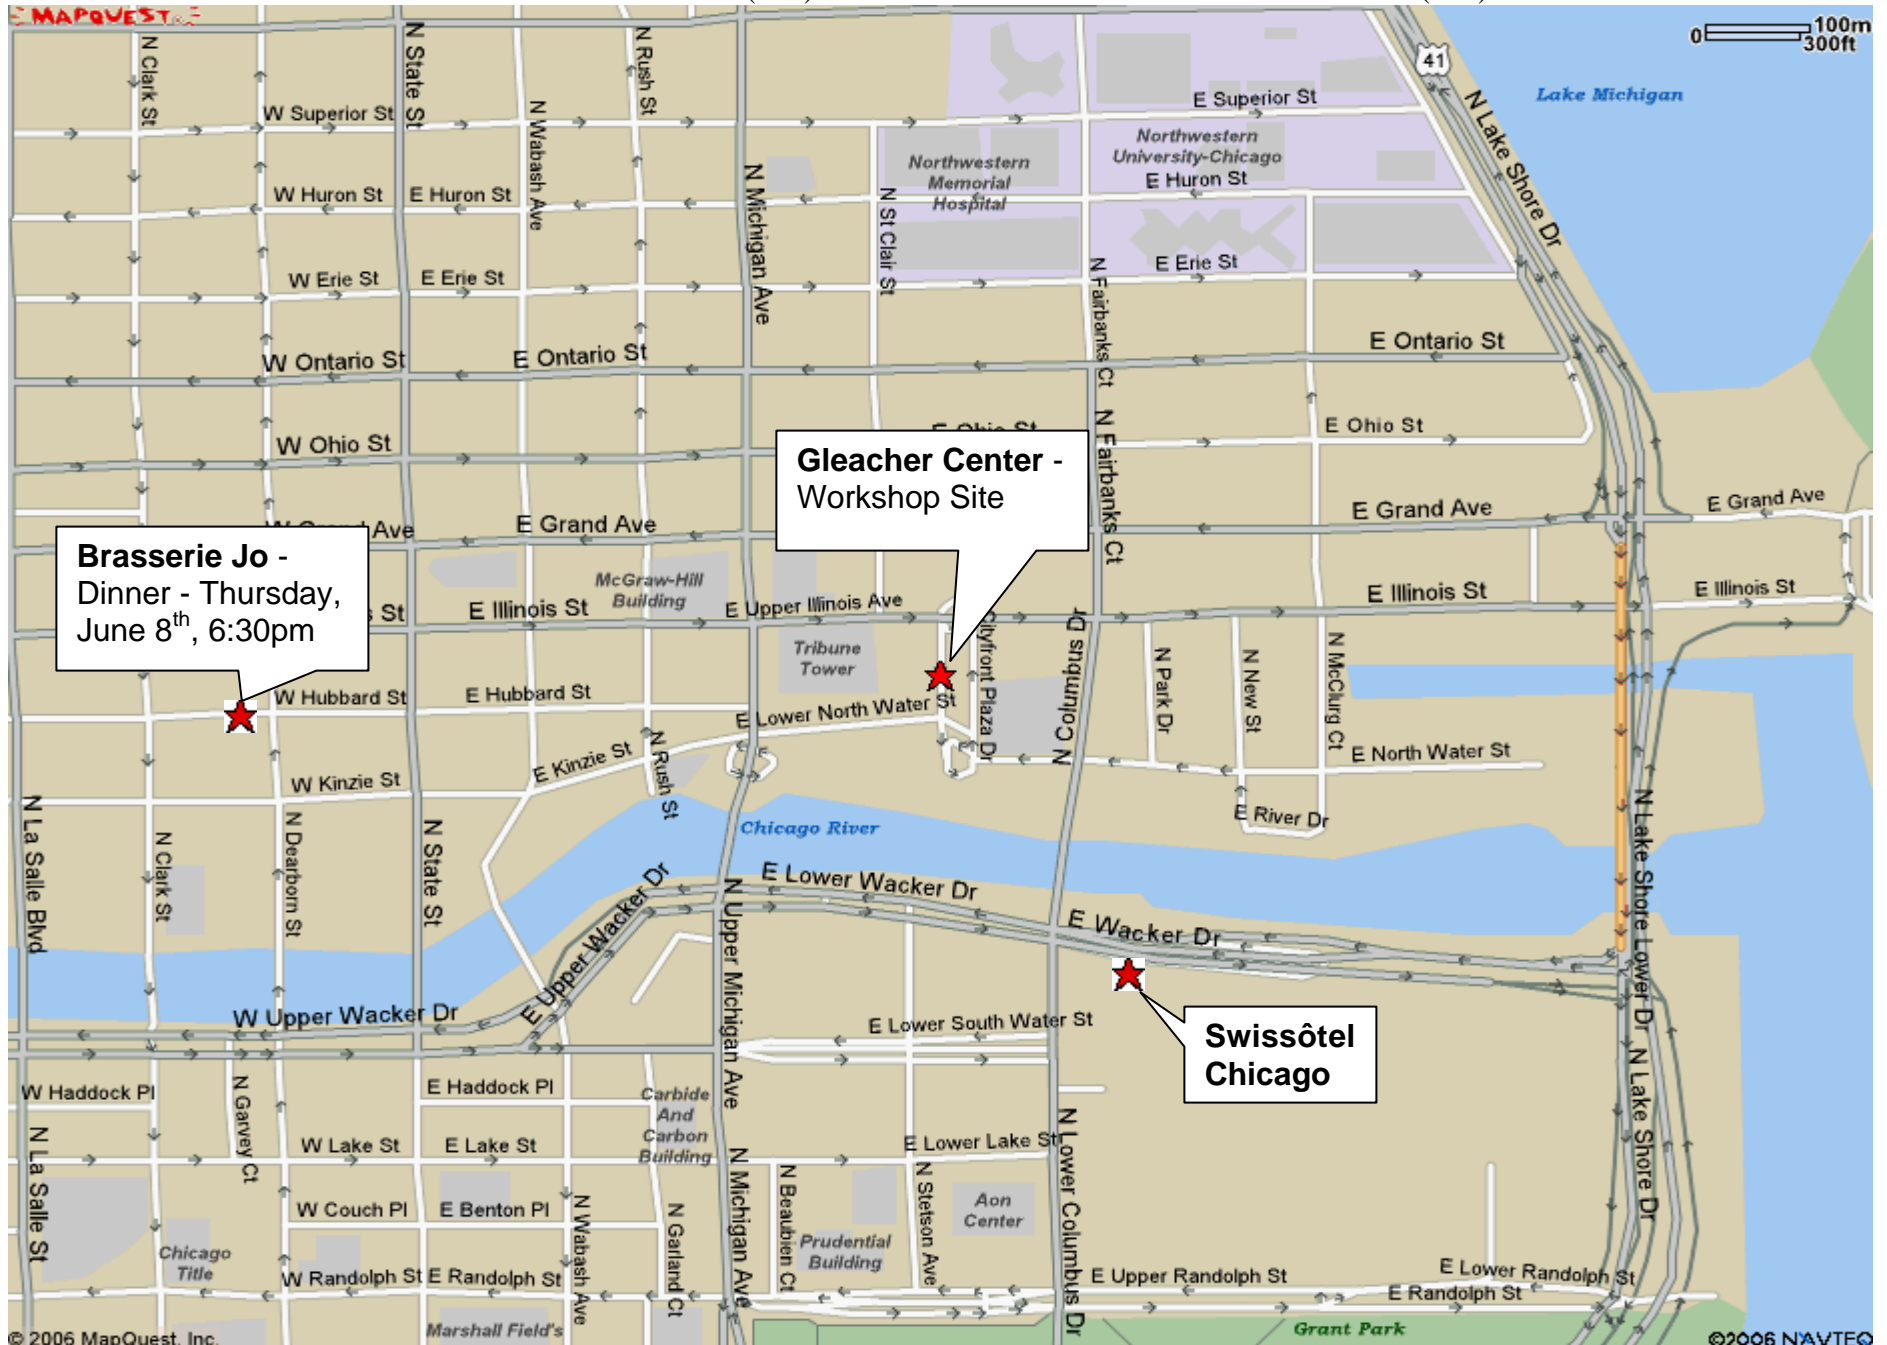 MAPQUEST
100m
0
300ft
41
Lake Michigan
N Clark St
N State St
N Rush St
N Wabash Ave
W Superior St
E Superior St
Northwestern
Memorial
Hospital
Northwestern
University-Chicago
N Lake Shore Dr
W Huron St
E Huron St
E Huron St
N Michigan Ave
N St Clair St
W Erie St
E Erie St
E Erie St
N Fairbanks Ct
W Ontario St
E Ontario St
E Ontario St
W Ohio St
E Ohio St
E Ohio St
N Fairbanks Ct
Gleacher Center -
Workshop Site
W Grand Ave
E Grand Ave
E Grand Ave
E Grand Ave
Brasserie Jo -
Dinner - Thursday,
June 8th, 6:30pm
McGraw-Hill
Building
s St
E Illinois St
E Upper Illinois Ave
E Illinois St
E Illinois St
Tribune
Tower
Cityfront Plaza Dr
N Columbus Dr
N Park Dr
N New St
N McClurg Ct
W Hubbard St
E Hubbard St
E Lower North Water St
E North Water St
W Kinzie St
E Kinzie St
N Rush St
E River Dr
Chicago River
N La Salle Blvd
N Clark St
N Dearborn St
N State St
E Lower Wacker Dr
E Wacker Dr
E Upper Wacker Dr
N Upper Michigan Ave
N Lake Shore Lower Dr
W Upper Wacker Dr
E Lower South Water St
Swissôtel
Chicago
W Haddock Pl
E Haddock Pl
N Garvey Ct
Carbide
And
Carbon
Building
W Lake St
E Lake St
E Lower Lake St
N La Salle St
N Michigan Ave
N Beaubien Ct
N Stetson Ave
N Lower Columbus Dr
N Lake Shore Dr
W Couch Pl
E Benton Pl
N Wabash Ave
N Garland Ct
Aon
Center
Prudential
Building
Chicago
Title
W Randolph St
E Randolph St
E Upper Randolph St
E Lower Randolph St
E Randolph St
Marshall Field's
Grant Park
© 2006 MapQuest, Inc.
©2006 NAVTEQ